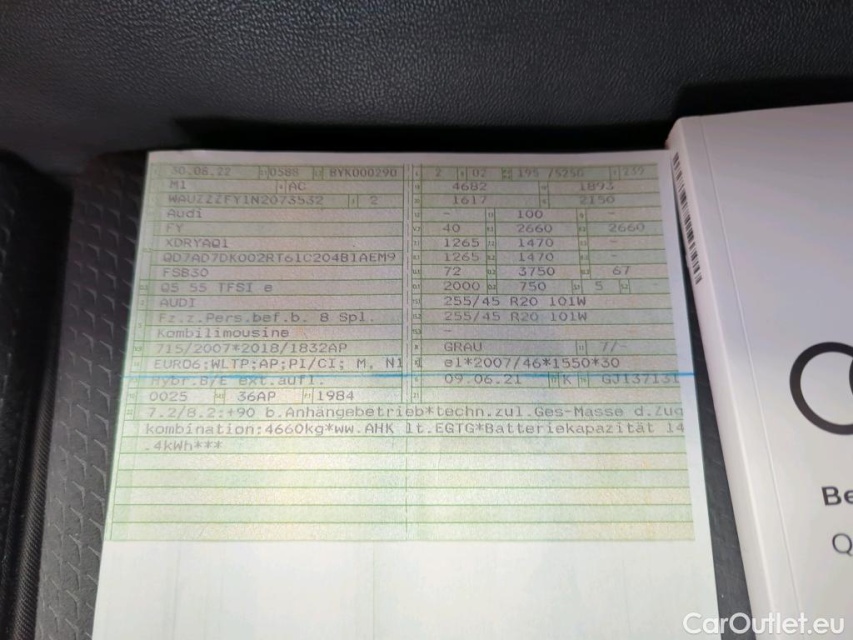 30.06.22 0588 BYK000290 2 02 195 /5250 239
M1 AC 4682 1893
WAUZZZFY1N2073532 2 1617 2150
Audi - 100 -
FY 40 2660 2660
XDRYAQ1 1265 1470 -
QD7AD7DK002RT61C204BIAEM9 1265 1470 -
FSB30 72 3750 67
Q5 55 TFSI e 2000 750 5 -
AUDI 255/45 R20 101W
Fz.z.Pers.bef.b. 8 Spl. 255/45 R20 101W
Kombilimousine -
715/2007*2018/1832AP GRAU 7/-
EURO6;WLTP;AP;PI/CI; M, N1 e1*2007/46*1550*30
Hybr.B/E ext.aufl. 09.06.21 K GJ137131
0025 36AP 1984
7.2/8.2:+90 b.Anhängebetrieb*techn.zul.Ges-Masse d.Zug
kombination:4660kg*ww.AHK lt.EGTG*Batteriekapazität 14
.4kWh***
Be
Q
CarOutlet.eu